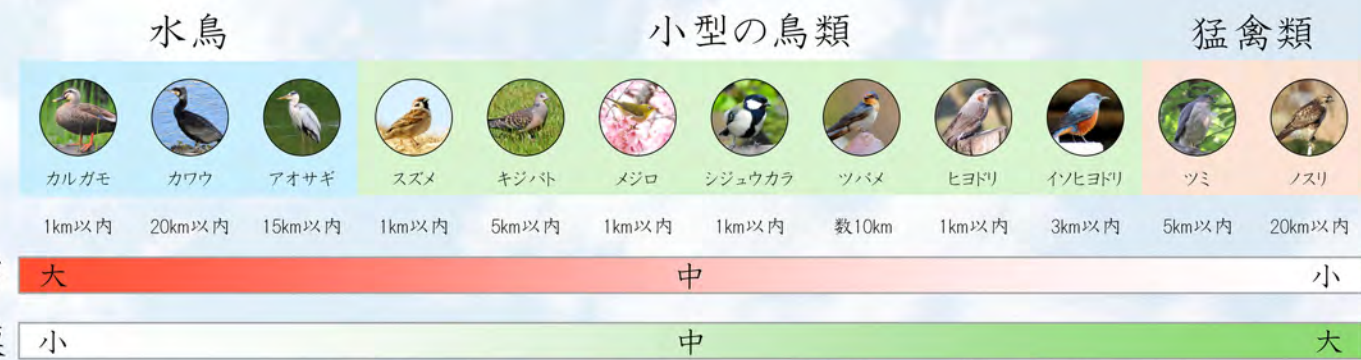 水鳥 小型の鳥類 猛禽類
カルガモ カワウ アオサギ スズメ キジバト メジロ シジュウカラ ツバメ ヒヨドリ イソヒヨドリ ツミ ノスリ
1km以内 20km以内 15km以内 1km以内 5km以内 1km以内 1km以内 数10km 1km以内 3km以内 5km以内 20km以内
大 中 小
小 中 大